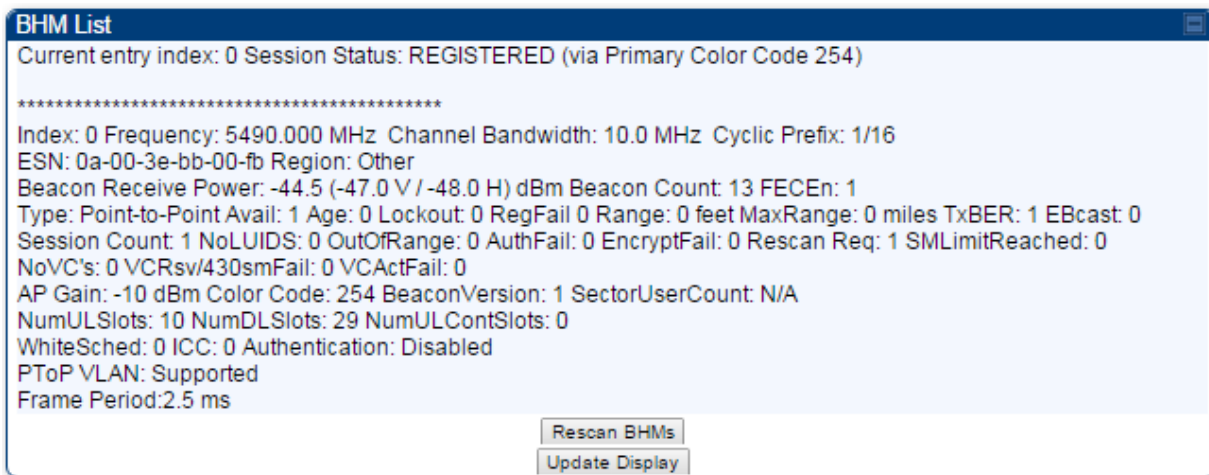 BHM List
Current entry index: 0 Session Status: REGISTERED (via Primary Color Code 254)
*********************************************
Index: 0 Frequency: 5490.000 MHz Channel Bandwidth: 10.0 MHz Cyclic Prefix: 1/16
ESN: 0a-00-3e-bb-00-fb Region: Other
Beacon Receive Power: -44.5 (-47.0 V / -48.0 H) dBm Beacon Count: 13 FECEn: 1
Type: Point-to-Point Avail: 1 Age: 0 Lockout: 0 RegFail 0 Range: 0 feet MaxRange: 0 miles TxBER: 1 EBcast: 0
Session Count: 1 NoLUIDS: 0 OutOfRange: 0 AuthFail: 0 EncryptFail: 0 Rescan Req: 1 SMLimitReached: 0
NoVC's: 0 VCRsv/430smFail: 0 VCActFail: 0
AP Gain: -10 dBm Color Code: 254 BeaconVersion: 1 SectorUserCount: N/A
NumULSlots: 10 NumDLSlots: 29 NumULContSlots: 0
WhiteSched: 0 ICC: 0 Authentication: Disabled
PToP VLAN: Supported
Frame Period:2.5 ms
Rescan BHMs
Update Display